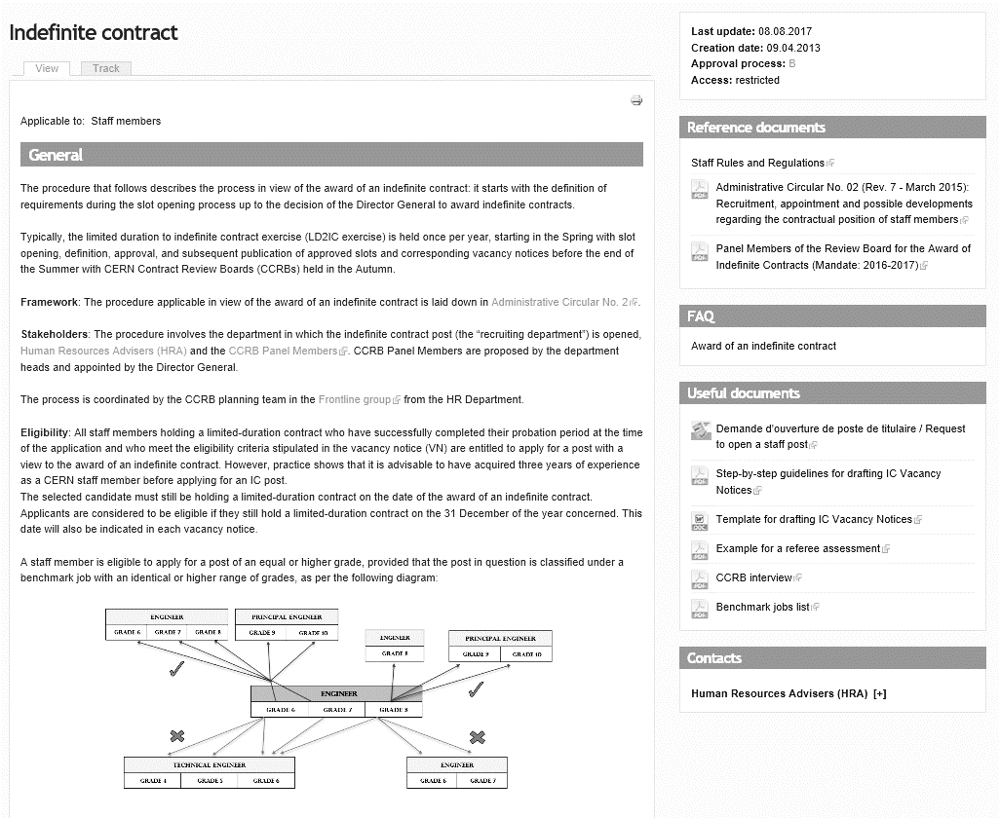 Indefinite contract
View Track
Applicable to: Staff members
General
The procedure that follows describes the process in view of the award of an indefinite contract: it starts with the definition of
requirements during the slot opening process up to the decision of the Director General to award indefinite contracts.
Typically, the limited duration to indefinite contract exercise (LD2IC exercise) is held once per year, starting in the Spring with slot
opening, definition, approval, and subsequent publication of approved slots and corresponding vacancy notices before the end of
the Summer with CERN Contract Review Boards (CCRBs) held in the Autumn.
Framework: The procedure applicable in view of the award of an indefinite contract is laid down in Administrative Circular No. 2.
Stakeholders: The procedure involves the department in which the indefinite contract post (the “recruiting department”) is opened,
Human Resources Advisers (HRA) and the CCRB Panel Members. CCRB Panel Members are proposed by the department
heads and appointed by the Director General.
The process is coordinated by the CCRB planning team in the Frontline group from the HR Department.
Eligibility: All staff members holding a limited-duration contract who have successfully completed their probation period at the time
of the application and who meet the eligibility criteria stipulated in the vacancy notice (VN) are entitled to apply for a post with a
view to the award of an indefinite contract. However, practice shows that it is advisable to have acquired three years of experience
as a CERN staff member before applying for an IC post.
The selected candidate must still be holding a limited-duration contract on the date of the award of an indefinite contract.
Applicants are considered to be eligible if they still hold a limited-duration contract on the 31 December of the year concerned. This
date will also be indicated in each vacancy notice.
A staff member is eligible to apply for a post of an equal or higher grade, provided that the post in question is classified under a
benchmark job with an identical or higher range of grades, as per the following diagram:
ENGINEER
GRADE 6 GRADE 7 GRADE 8
PRINCIPAL ENGINEER
GRADE 9 GRADE 10
ENGINEER
GRADE 8
PRINCIPAL ENGINEER
GRADE 9 GRADE 10
ENGINEER
GRADE 6 GRADE 7 GRADE 8
TECHNICAL ENGINEER
GRADE 4 GRADE 5 GRADE 6
ENGINEER
GRADE 6 GRADE 7
Last update: 08.08.2017
Creation date: 09.04.2013
Approval process: B
Access: restricted
Reference documents
Staff Rules and Regulations
PDF
Administrative Circular No. 02 (Rev. 7 - March 2015):
Recruitment, appointment and possible developments
regarding the contractual position of staff members
PDF
Panel Members of the Review Board for the Award of
Indefinite Contracts (Mandate: 2016-2017)
FAQ
Award of an indefinite contract
Useful documents
Demande d'ouverture de poste de titulaire / Request
to open a staff post
PDF
Step-by-step guidelines for drafting IC Vacancy
Notices
DOC
Template for drafting IC Vacancy Notices
PDF
Example for a referee assessment
PDF
CCRB interview
PDF
Benchmark jobs list
Contacts
Human Resources Advisers (HRA) [+]